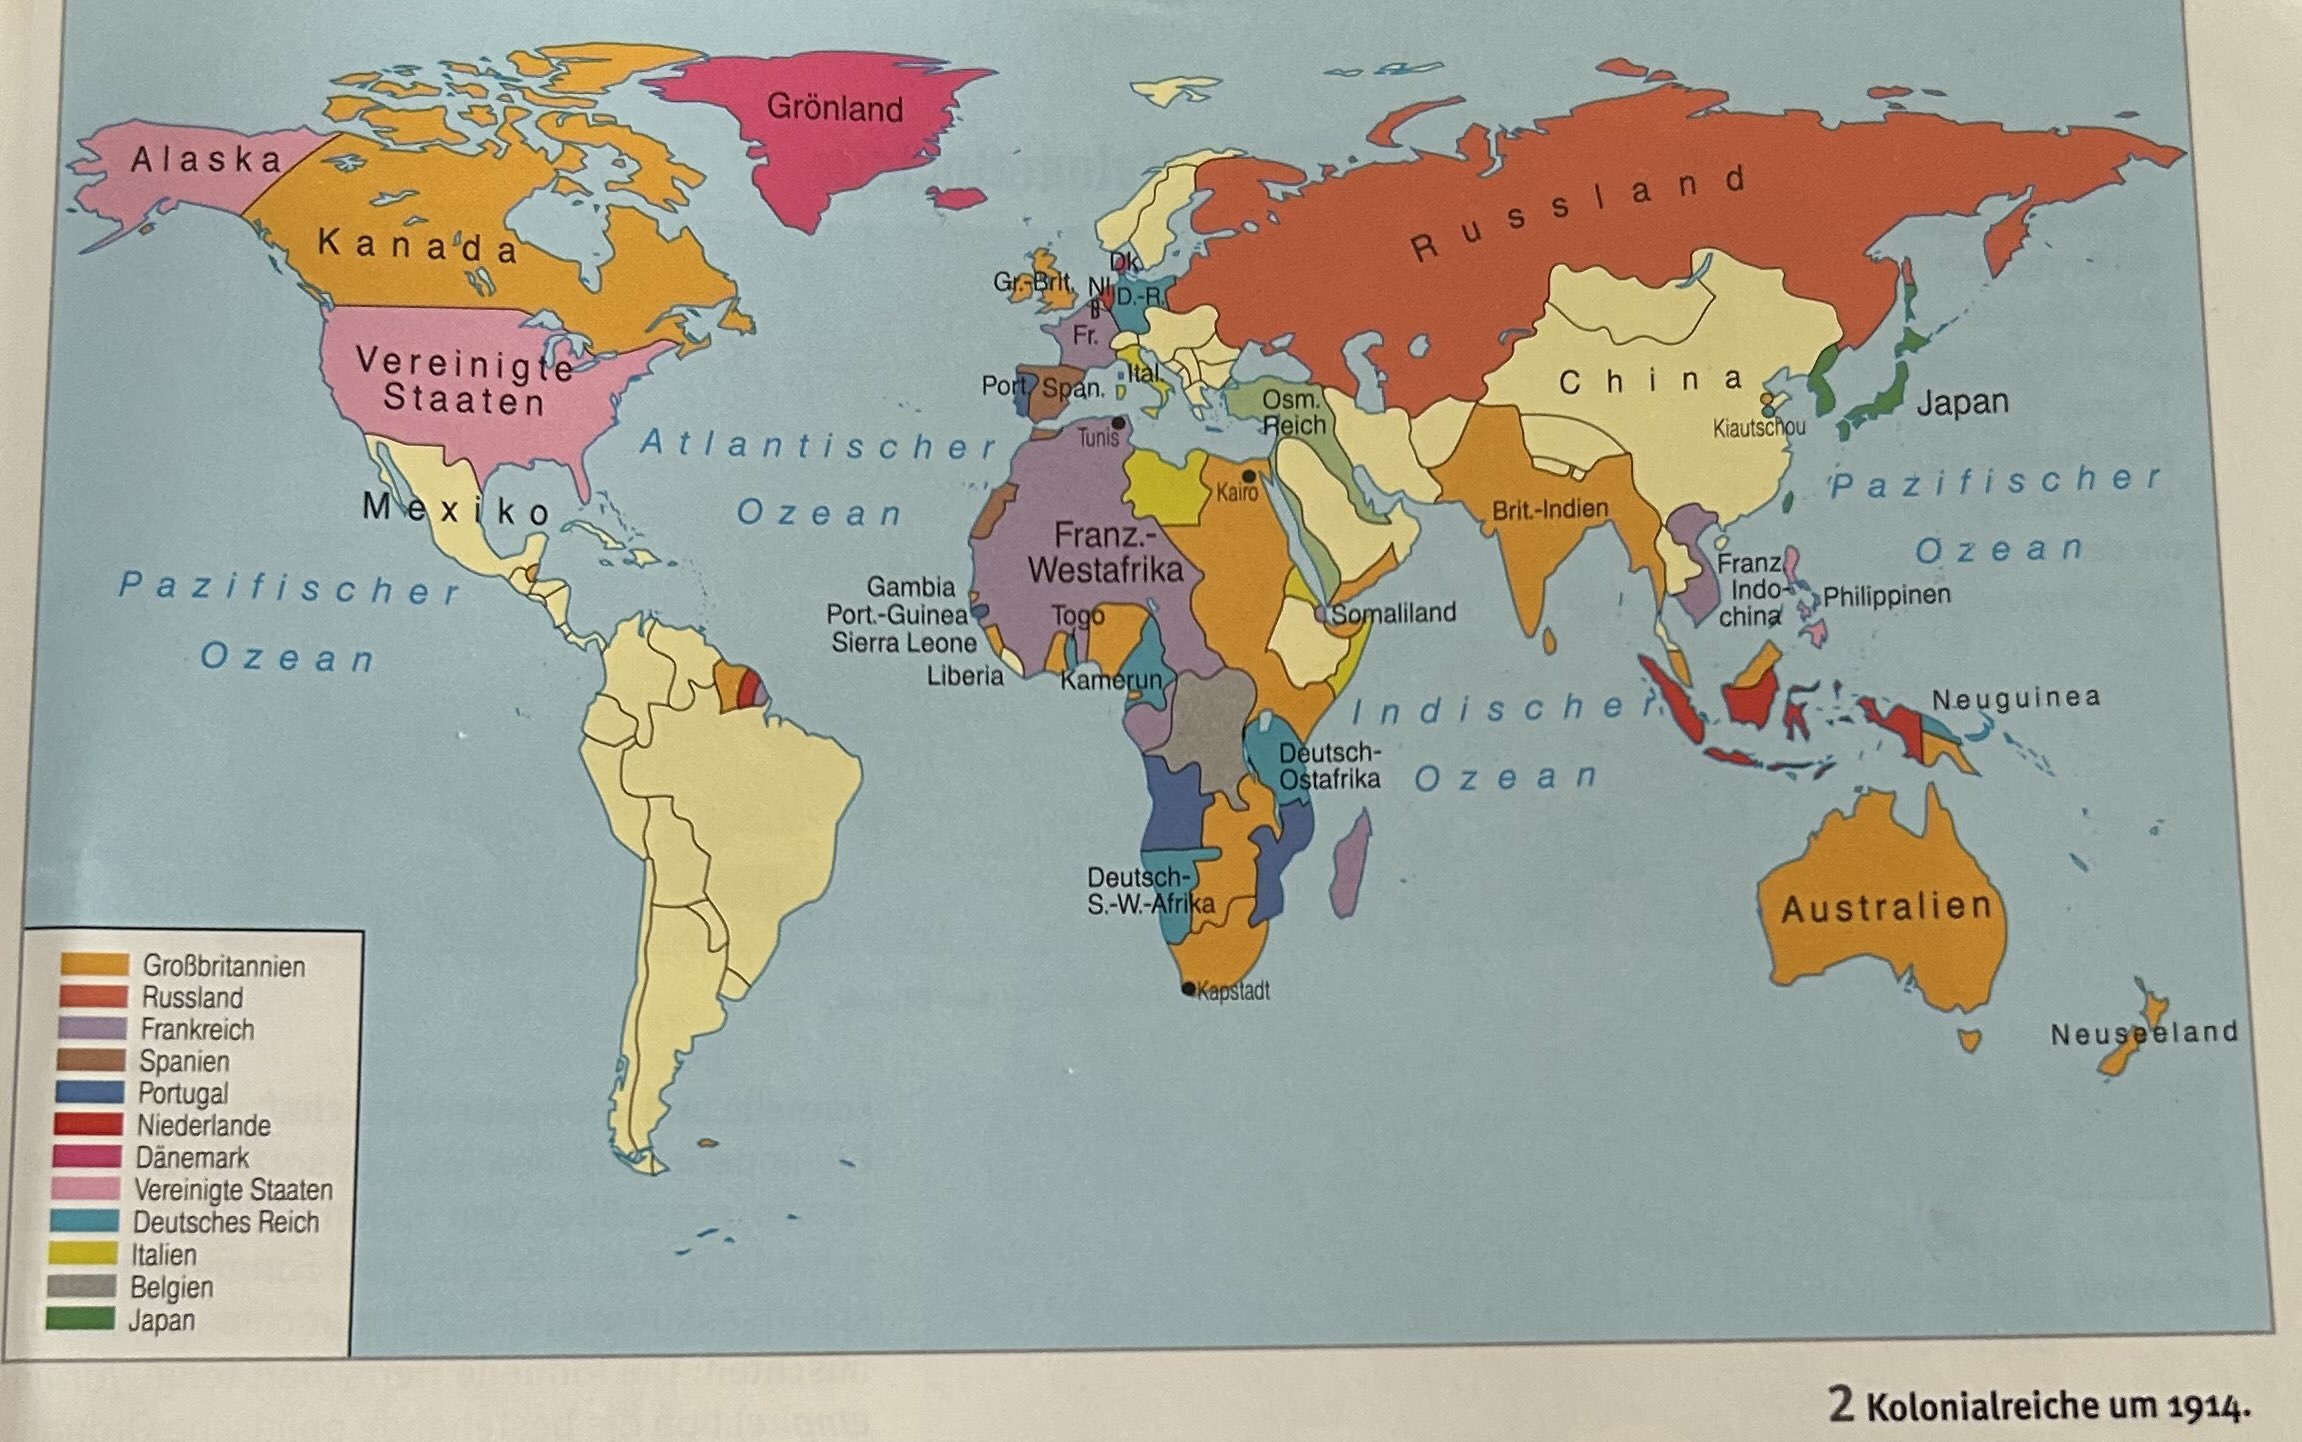 Grönland
Alaska
Kanada
Russland
Dk.
Gr.-Brit.
Nl.
D.-R.
B
Fr.
Vereinigte
Staaten
Port.
Span.
Ital.
Osm.
Reich
China
Japan
Kiautschou
Tunis
Atlantischer
Ozean
Kairo
Mexiko
Brit.-Indien
Pazifischer
Ozean
Franz.-
Westafrika
Franz.
Indo-
china
Philippinen
Pazifischer
Ozean
Gambia
Port.-Guinea
Sierra Leone
Liberia
Togo
Kamerun
Somaliland
Indischer
Ozean
Neuguinea
Deutsch-
Ostafrika
Deutsch-
S.-W.-Afrika
Kapstadt
Australien
Neuseeland
Großbritannien
Russland
Frankreich
Spanien
Portugal
Niederlande
Dänemark
Vereinigte Staaten
Deutsches Reich
Italien
Belgien
Japan
2 Kolonialreiche um 1914.